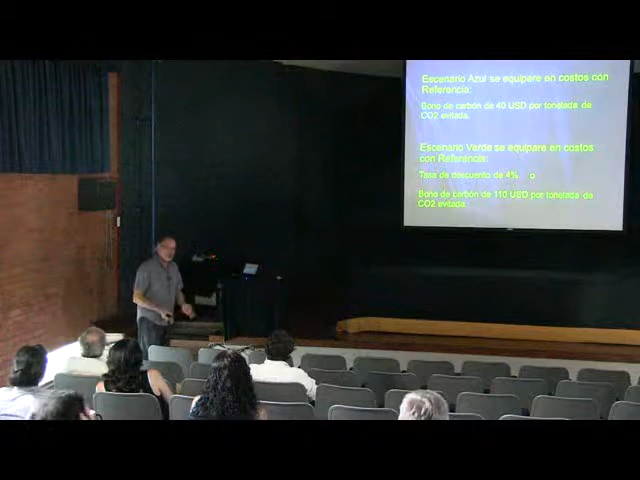 Escenario Azul se equipare en costos con
Referencia:
Bono de carbón de 40 USD por tonelada de
CO2 evitada.
Escenario Verde se equipare en costos
con Referencia:
Tasa de descuento de 4% o
Bono de carbón de 110 USD por tonelada de
CO2 evitada.